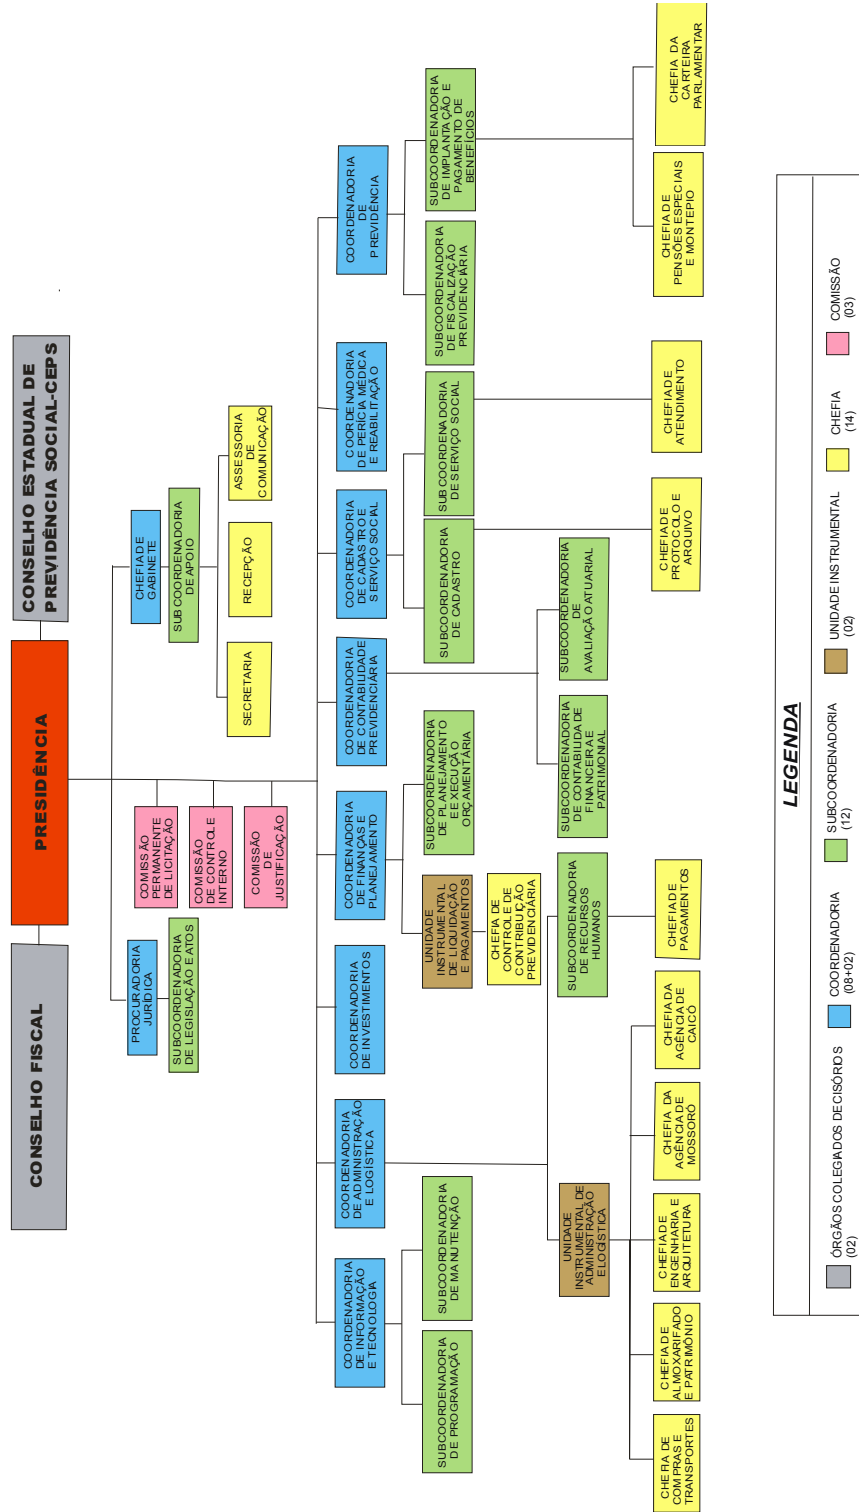 CONSELHO FISCAL
PRESIDÊNCIA
CONSELHO ESTADUAL DE
PREVIDÊNCIA SOCIAL-CEPS
PROCURADORIA
JURÍDICA
SUBCOORDENADORIA
DE LEGISLAÇÃO E ATOS
COMISSÃO
PERMANENTE
DE LICITAÇÃO
COMISSÃO
DE CONTROLE
INTERNO
COMISSÃO
DE
JUSTIFICAÇÃO
CHEFIA DE
GABINETE
SUBCOORDENADORIA
DE APOIO
SECRETARIA
RECEPÇÃO
ASSESSORIA
DE
COMUNICAÇÃO
COORDENADORIA
DE INFORMAÇÃO
E TECNOLOGIA
COORDENADORIA
DE ADMINISTRAÇÃO
E LOGÍSTICA
COORDENADORIA
DE INVESTIMENTOS
COORDENADORIA
DE FINANÇAS E
PLANEJAMENTO
COORDENADORIA
DE CONTABILIDADE
PREVIDENCIÁRIA
COORDENADORIA
DE CADASTRO E
SERVIÇO SOCIAL
COORDENADORIA
DE PERÍCIA MÉDICA
E REABILITAÇÃO
COORDENADORIA
DE
PREVIDÊNCIA
SUBCOORDENADORIA
DE PROGRAMAÇÃO
SUBCOORDENADORIA
DE MANUTENÇÃO
UNIDADE
INSTRUMENTAL
DE LIQUIDAÇÃO
E PAGAMENTOS
SUBCOORDENADORIA
DE PLANEJAMENTO
E EXECUÇÃO
ORÇAMENTÁRIA
SUBCOORDENADORIA
DE CADASTRO
SUBCOORDENADORIA
DE SERVIÇO SOCIAL
SUBCOORDENADORIA
DE FISCALIZAÇÃO
PREVIDENCIÁRIA
SUBCOORDENADORIA
DE IMPLANTAÇÃO E
PAGAMENTO DE
BENEFÍCIOS
CHEFIA DE
CONTROLE DE
CONTRIBUIÇÃO
PREVIDENCIÁRIA
UNIDADE
INSTRUMENTAL DE
ADMINISTRAÇÃO
E LOGÍSTICA
SUBCOORDENADORIA
DE RECURSOS
HUMANOS
SUBCOORDENADORIA
DE CONTABILIDADE
FINANCEIRA E
PATRIMONIAL
SUBCOORDENADORIA
DE
AVALIAÇÃO ATUARIAL
CHEFIA DE
COMPRAS E
TRANSPORTES
CHEFIA DE
ALMOXARIFADO
E PATRIMÔNIO
CHEFIA DE
ENGENHARIA E
ARQUITETURA
CHEFIA DA
AGÊNCIA DE
MOSSORÓ
CHEFIA DA
AGÊNCIA DE
CAICÓ
CHEFIA DE
PAGAMENTOS
CHEFIA DE
PROTOCOLO E
ARQUIVO
CHEFIA DE
ATENDIMENTO
CHEFIA DE
PENSÕES ESPECIAIS
E MONTEPIO
CHEFIA DA
CARTEIRA
PARLAMENTAR
LEGENDA
ÓRGÃOS COLEGIADOS DECISÓRIOS
(02)
COORDENADORIA
(08+02)
SUBCOORDENADORIA
(12)
UNIDADE INSTRUMENTAL
(02)
CHEFIA
(14)
COMISSÃO
(03)